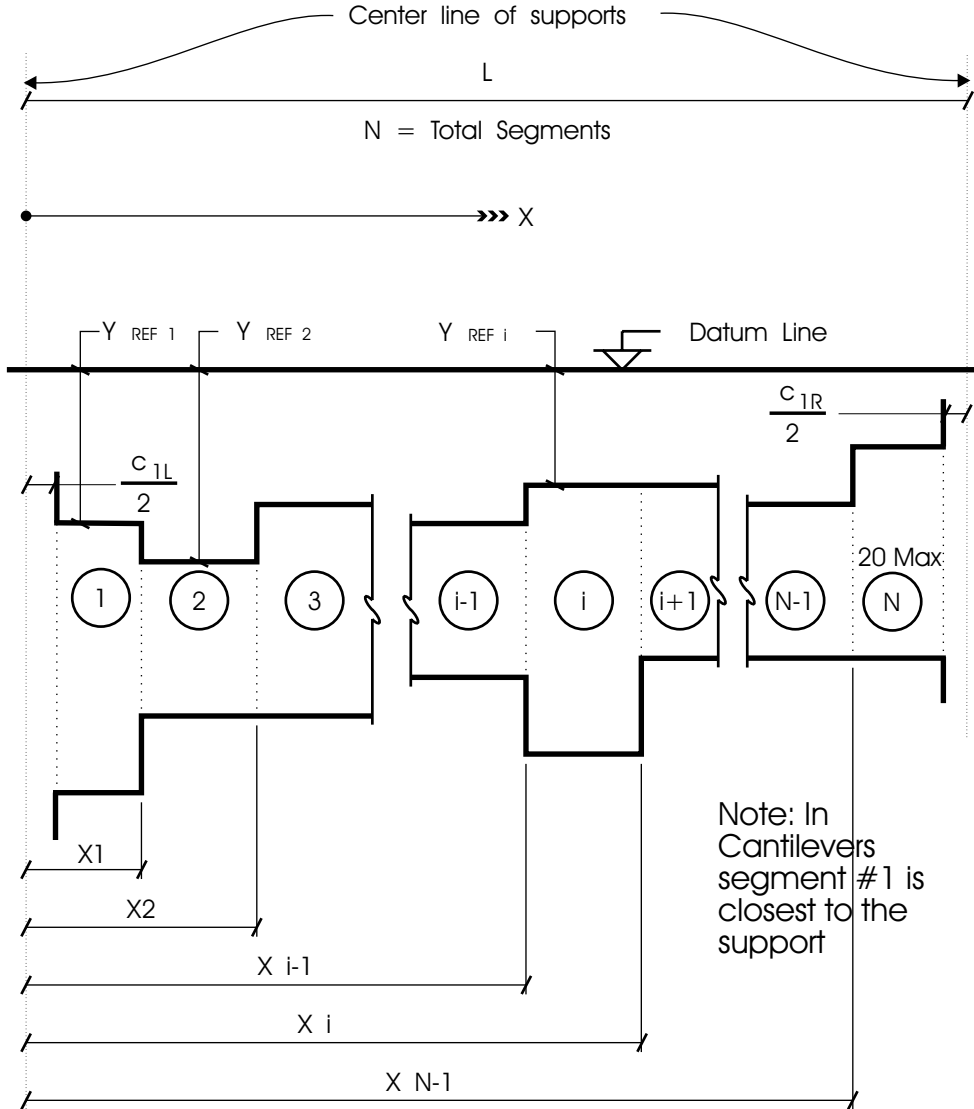 Center line of supports
L
N = Total Segments
X
Y REF 1
Y REF 2
Y REF i
Datum Line
c 1R
2
c 1L
2
20 Max
1
2
3
i-1
i
i+1
N-1
N
Note: In
Cantilevers
segment #1 is
closest to the
support
X1
X2
X i-1
X i
X N-1